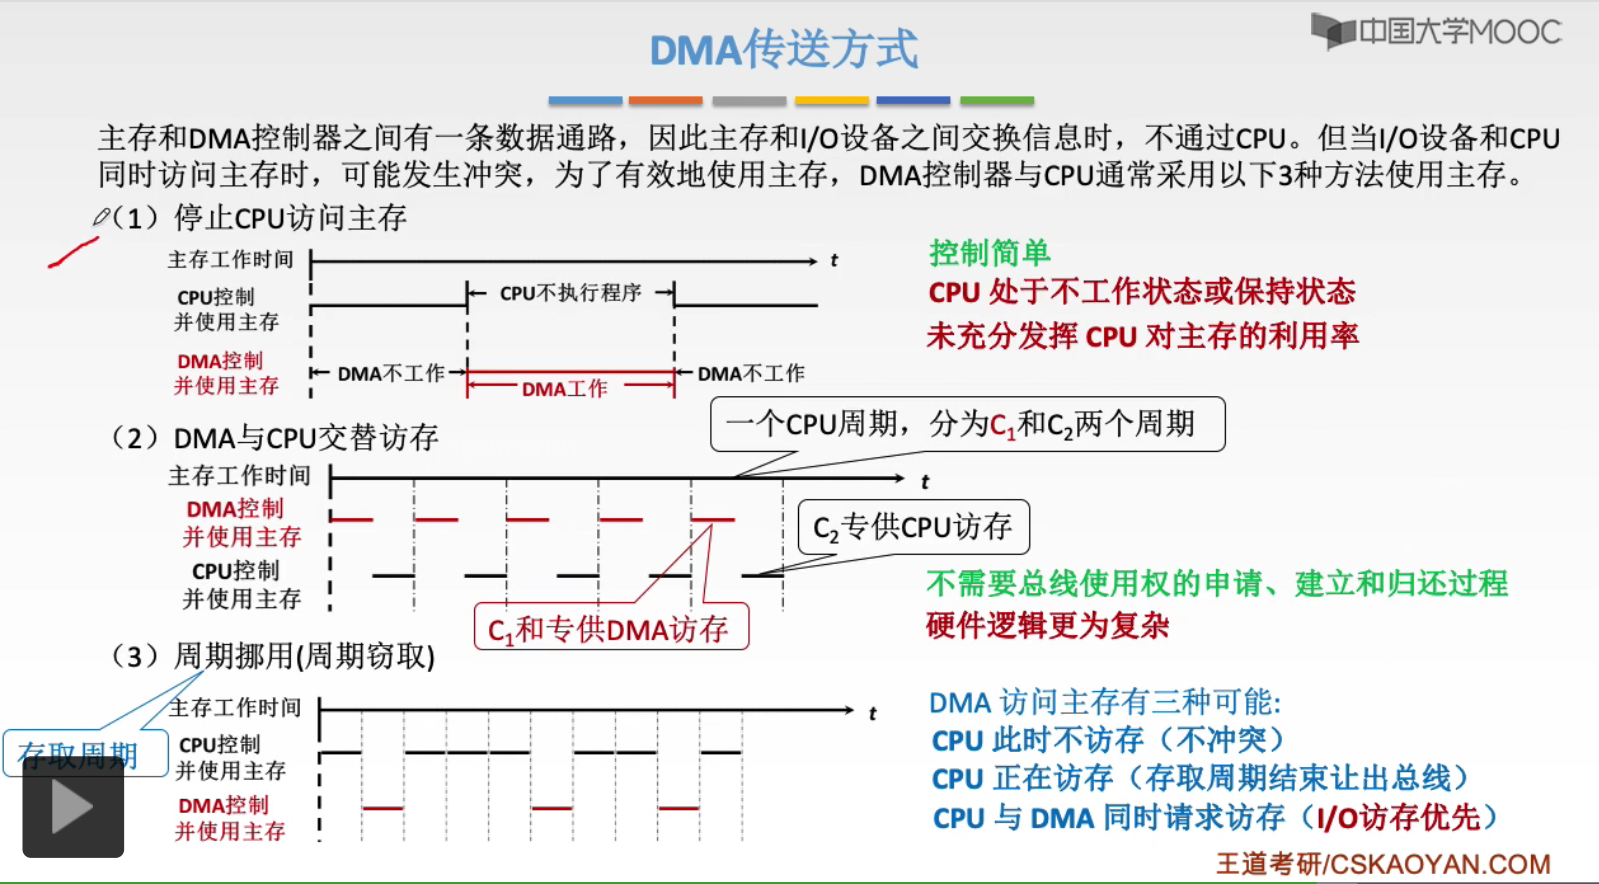 中国大学MOOC
DMA传送方式
主存和DMA控制器之间有一条数据通路，因此主存和I/O设备之间交换信息时，不通过CPU。但当I/O设备和CPU
同时访问主存时，可能发生冲突，为了有效地使用主存，DMA控制器与CPU通常采用以下3种方法使用主存。
（1）停止CPU访问主存
主存工作时间
t
CPU控制
并使用主存
CPU不执行程序
DMA控制
并使用主存
DMA不工作
DMA工作
DMA不工作
控制简单
CPU 处于不工作状态或保持状态
未充分发挥 CPU 对主存的利用率
（2）DMA与CPU交替访存
一个CPU周期，分为C₁和C₂两个周期
主存工作时间
t
DMA控制
并使用主存
C₂专供CPU访存
CPU控制
并使用主存
C₁和专供DMA访存
不需要总线使用权的申请、建立和归还过程
硬件逻辑更为复杂
（3）周期挪用(周期窃取)
存取周期
主存工作时间
t
CPU控制
并使用主存
DMA控制
并使用主存
DMA 访问主存有三种可能:
CPU 此时不访存（不冲突）
CPU 正在访存（存取周期结束让出总线）
CPU 与 DMA 同时请求访存（I/O访存优先）
王道考研/CSKAOYAN.COM